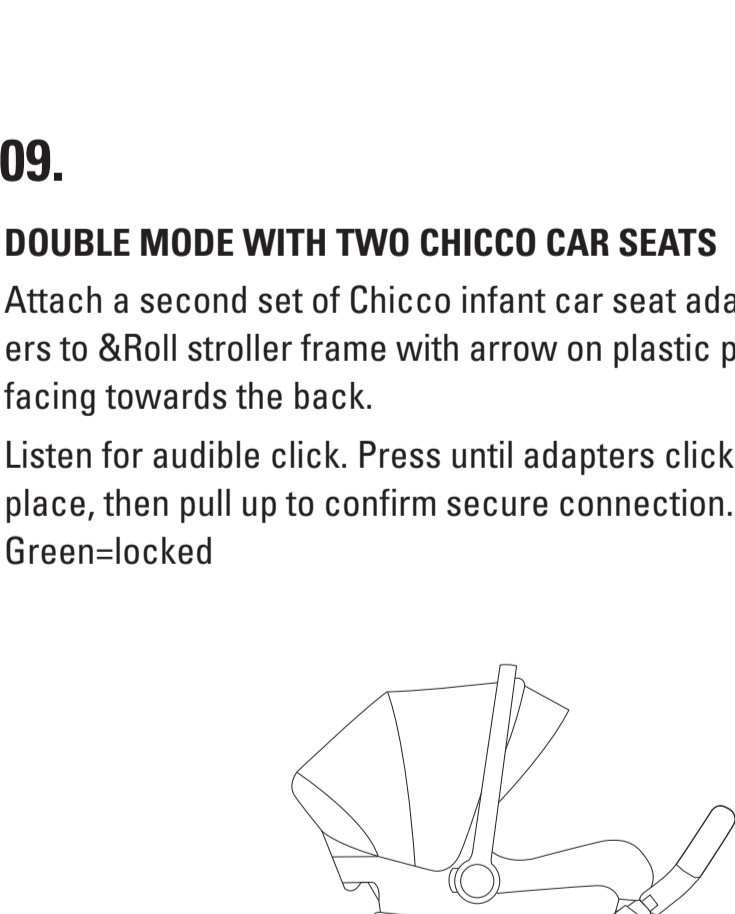 09.
DOUBLE MODE WITH TWO CHICCO CAR SEATS
Attach a second set of Chicco infant car seat ada
ers to &Roll stroller frame with arrow on plastic p
facing towards the back.
Listen for audible click. Press until adapters click
place, then pull up to confirm secure connection.
Green=locked